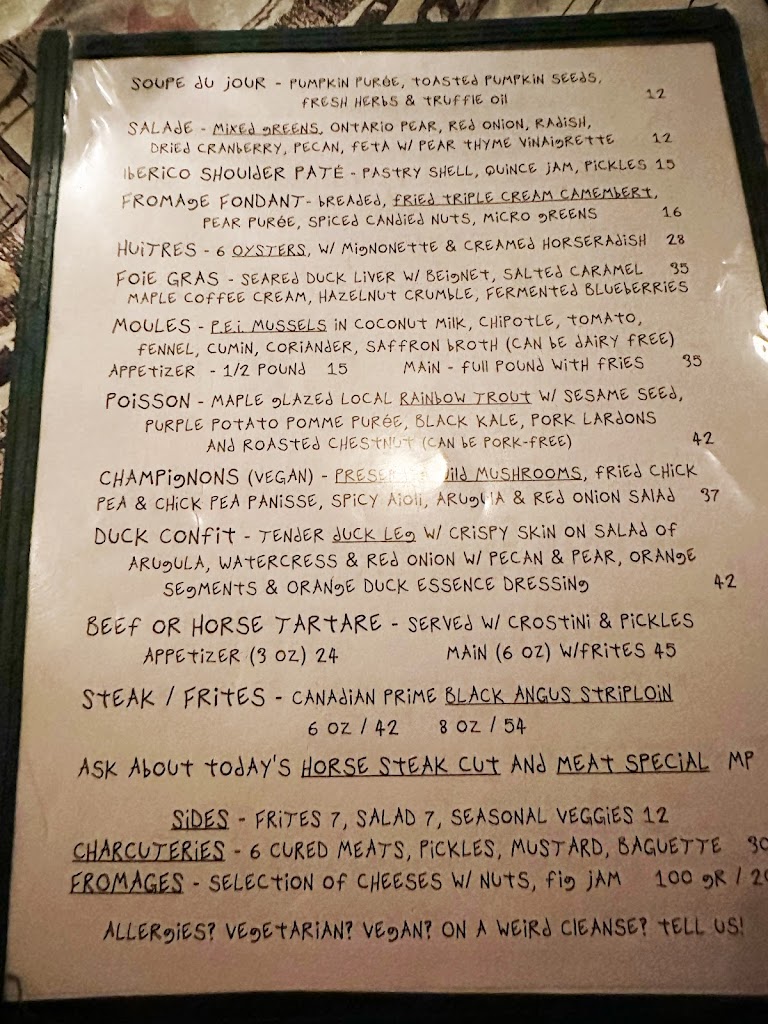 SOUPE dU JOUR - PUMPKIN PURÉE, TOASTED PUMPKIN SEEDS,
FRESH HERBS & TRUFFLE OIL 12
SALADE - MIXED GREENS, ONTARIO PEAR, RED ONION, RADISH,
DRIED CRANBERRY, PECAN, FETA W/ PEAR THYME VINAIGRETTE 12
IBERICO SHOULDER PATÉ - PASTRY SHELL, QUINCE JAM, PICKLES 15
FROMAGE FONDANT- BREADED, FRIED TRIPLE CREAM CAMEMBERT,
PEAR PURÉE, SPICED CANDIED NUTS, MICRO GREENS 16
HUITRES - 6 OYSTERS, W/ MIGNONETTE & CREAMED HORSERADISH 28
FOIE GRAS - SEARED DUCK LIVER W/ BEIGNET, SALTED CARAMEL 35
MAPLE COFFEE CREAM, HAZELNUT CRUMBLE, FERMENTED BLUEBERRIES
MOULES - P.E.I. MUSSELS IN COCONUT MILK, CHIPOTLE, TOMATO,
FENNEL, CUMIN, CORIANDER, SAFFRON BROTH (CAN BE DAIRY FREE)
APPETIZER - 1/2 POUND 15 MAIN - FULL POUND WITH FRIES 35
POISSON - MAPLE GLAZED LOCAL RAINBOW TROUT W/ SESAME SEED,
PURPLE POTATO POMME PURÉE, BLACK KALE, PORK LARDONS
AND ROASTED CHESTNUT (CAN BE PORK-FREE) 42
CHAMPIGNONS (VEGAN) - WILD MUSHROOMS, FRIED CHICK
PEA & CHICK PEA PANISSE, SPICY AIOLI, ARUGULA & RED ONION SALAD 37
DUCK CONFIT - TENDER DUCK LEG W/ CRISPY SKIN ON SALAD OF
ARUGULA, WATERCRESS & RED ONION W/ PECAN & PEAR, ORANGE
SEGMENTS & ORANGE DUCK ESSENCE DRESSING 42
BEEF OR HORSE TARTARE - SERVED W/ CROSTINI & PICKLES
APPETIZER (3 OZ) 24 MAIN (6 OZ) W/FRITES 45
STEAK / FRITES - CANADIAN PRIME BLACK ANGUS STRIPLOIN
6 OZ / 42 8 OZ / 54
ASK ABOUT TODAY'S HORSE STEAK CUT AND MEAT SPECIAL MP
SIDES - FRITES 7, SALAD 7, SEASONAL VEGGIES 12
CHARCUTERIES - 6 CURED MEATS, PICKLES, MUSTARD, BAGUETTE 30
FROMAGES - SELECTION OF CHEESES W/ NUTS, FIG JAM 100 GR /
ALLERGIES? VEGETARIAN? VEGAN? ON A WEIRD CLEANSE? TELL US!